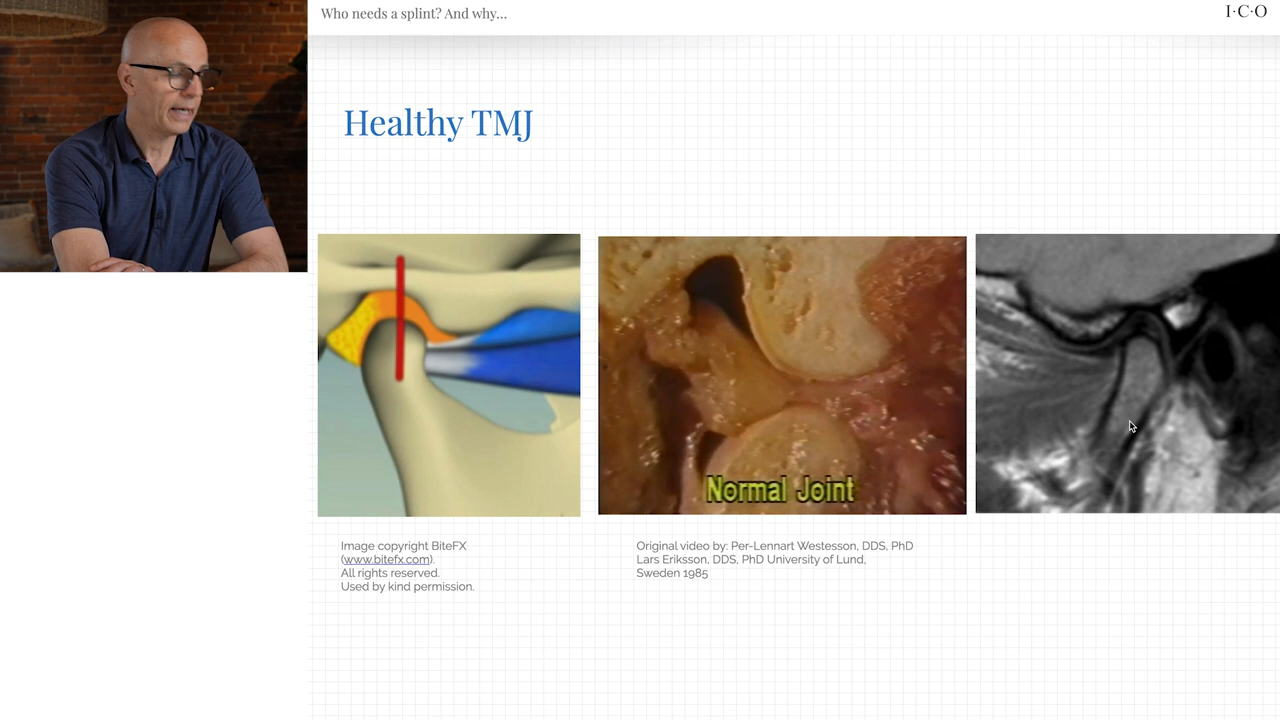 Who needs a splint? And why...
I·C·O
Healthy TMJ
Normal Joint
Image copyright BiteFX
(www.bitefx.com).
All rights reserved.
Used by kind permission.
Original video by: Per-Lennart Westesson, DDS, PhD
Lars Eriksson, DDS, PhD University of Lund,
Sweden 1985